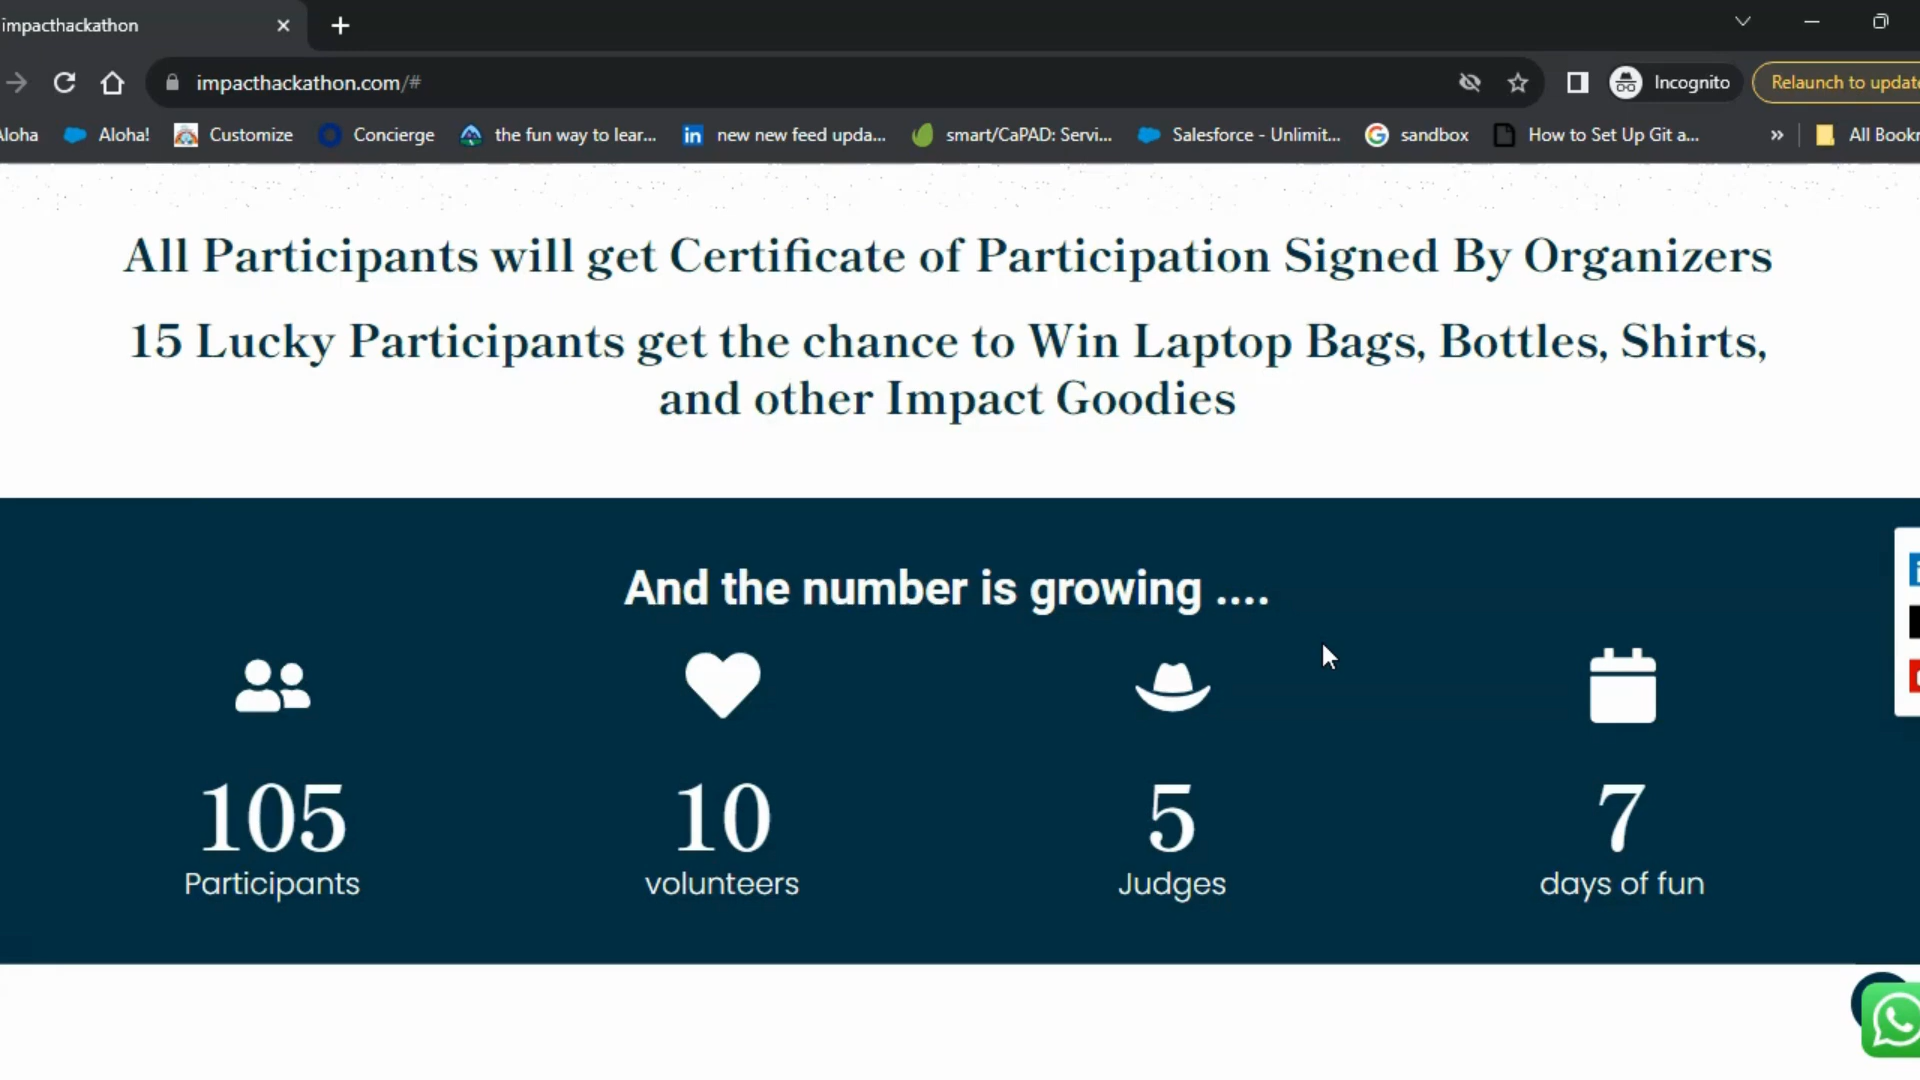 impacthackathon
impacthackathon.com/#
Incognito
Relaunch to update
Aloha
Aloha!
Customize
Concierge
the fun way to lear...
new new feed upda...
smart/CaPAD: Servi...
Salesforce - Unlimit...
sandbox
How to Set Up Git a...
»
All Bookr
All Participants will get Certificate of Participation Signed By Organizers
15 Lucky Participants get the chance to Win Laptop Bags, Bottles, Shirts,
and other Impact Goodies
And the number is growing ....
105
Participants
10
volunteers
5
Judges
7
days of fun